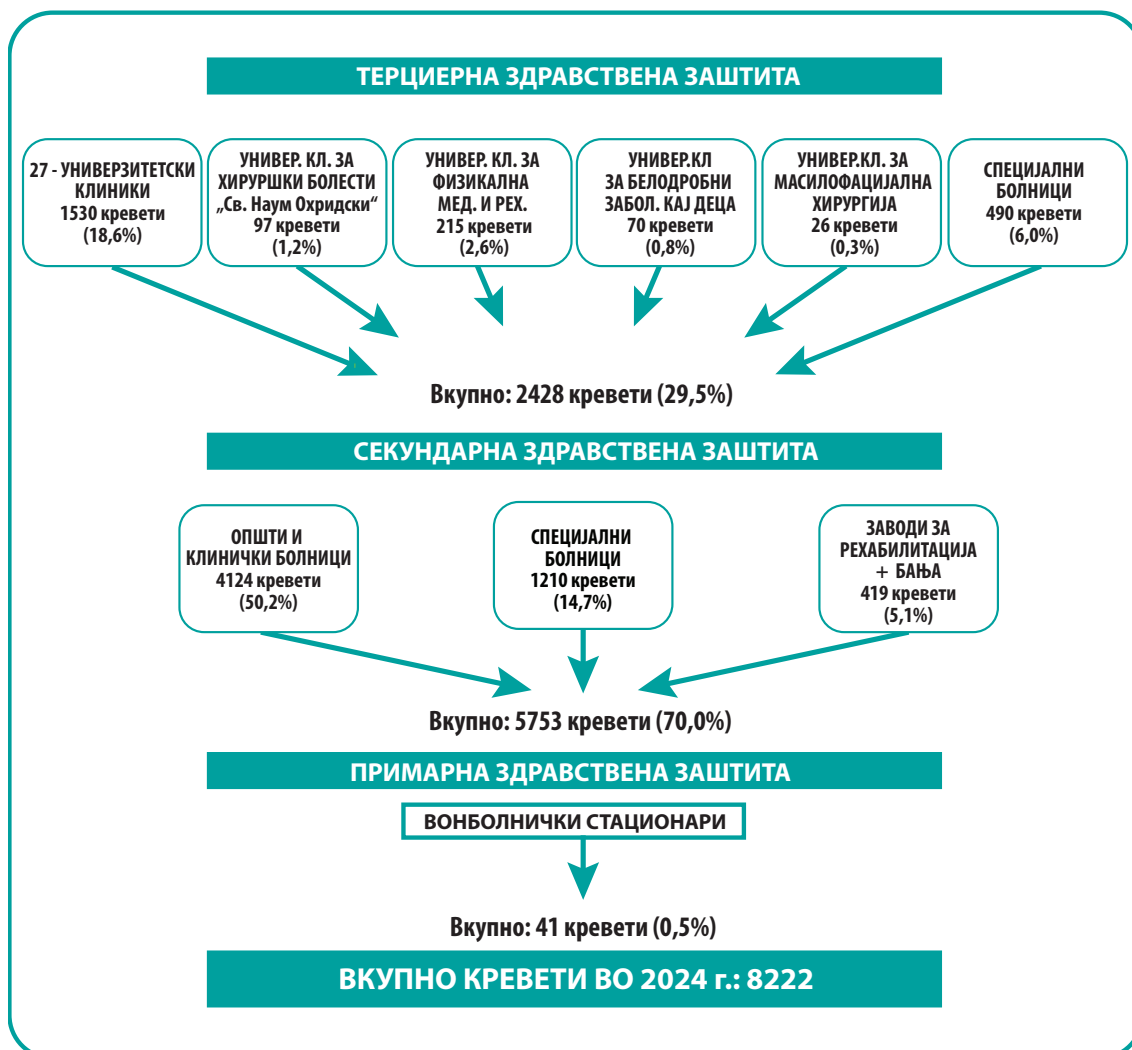 ТЕРЦИЕРНА ЗДРАВСТВЕНА ЗАШТИТА
27 - УНИВЕРЗИТЕТСКИ
КЛИНИКИ
1530 кревети
(18,6%)
УНИВЕР. КЛ. ЗА
ХИРУРШКИ БОЛЕСТИ
„Св. Наум Охридски“
97 кревети
(1,2%)
УНИВЕР. КЛ. ЗА
ФИЗИКАЛНА
МЕД. И РЕХ.
215 кревети
(2,6%)
УНИВЕР.КЛ
ЗА БЕЛОДРОБНИ
ЗАБОЛ. КАЈ ДЕЦА
70 кревети
(0,8%)
УНИВЕР.КЛ. ЗА
МАСИЛОФАЦИЈАЛНА
ХИРУРГИЈА
26 кревети
(0,3%)
СПЕЦИЈАЛНИ
БОЛНИЦИ
490 кревети
(6,0%)
Вкупно: 2428 кревети (29,5%)
СЕКУНДАРНА ЗДРАВСТВЕНА ЗАШТИТА
ОПШТИ И
КЛИНИЧКИ БОЛНИЦИ
4124 кревети
(50,2%)
СПЕЦИЈАЛНИ
БОЛНИЦИ
1210 кревети
(14,7%)
ЗАВОДИ ЗА
РЕХАБИЛИТАЦИЈА
+ БАЊА
419 кревети
(5,1%)
Вкупно: 5753 кревети (70,0%)
ПРИМАРНА ЗДРАВСТВЕНА ЗАШТИТА
ВОНБОЛНИЧКИ СТАЦИОНАРИ
Вкупно: 41 кревети (0,5%)
ВКУПНО КРЕВЕТИ ВО 2024 г.: 8222